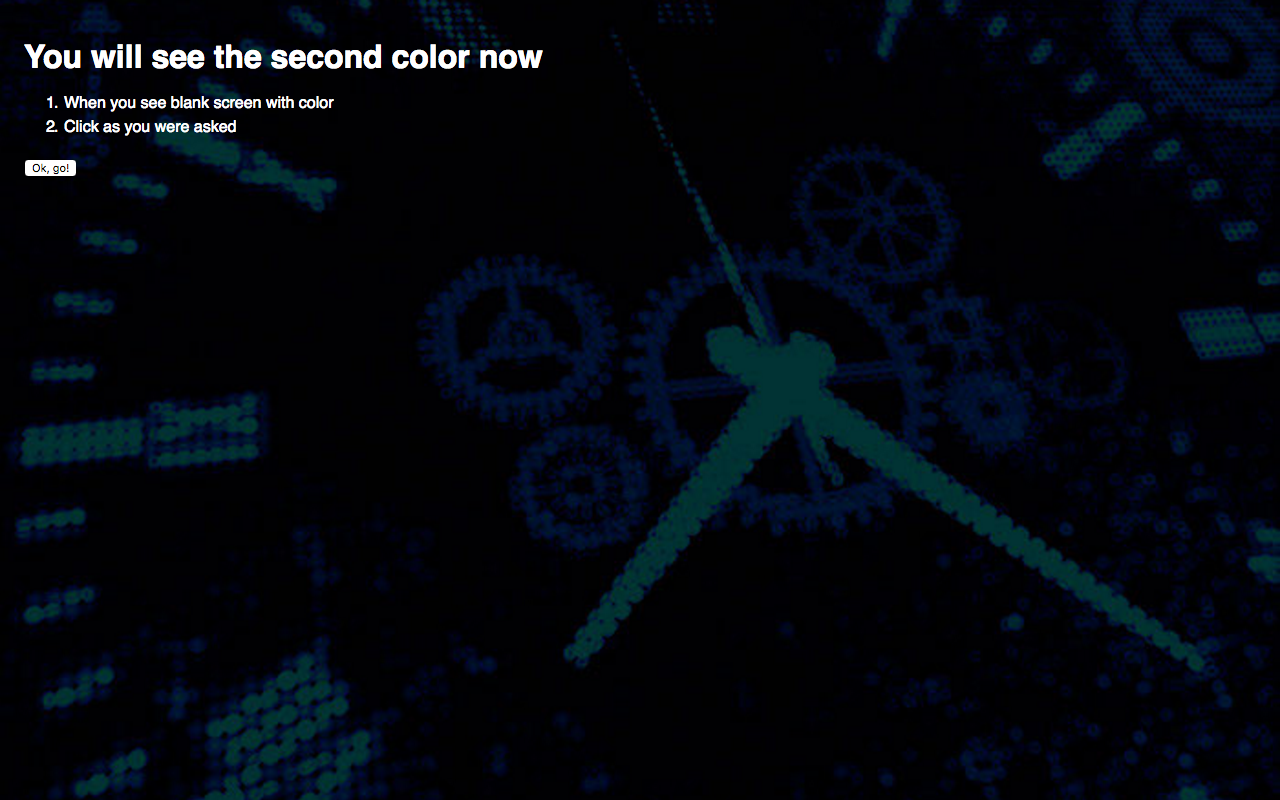 You will see the second color now
1. When you see blank screen with color
2. Click as you were asked
Ok, go!